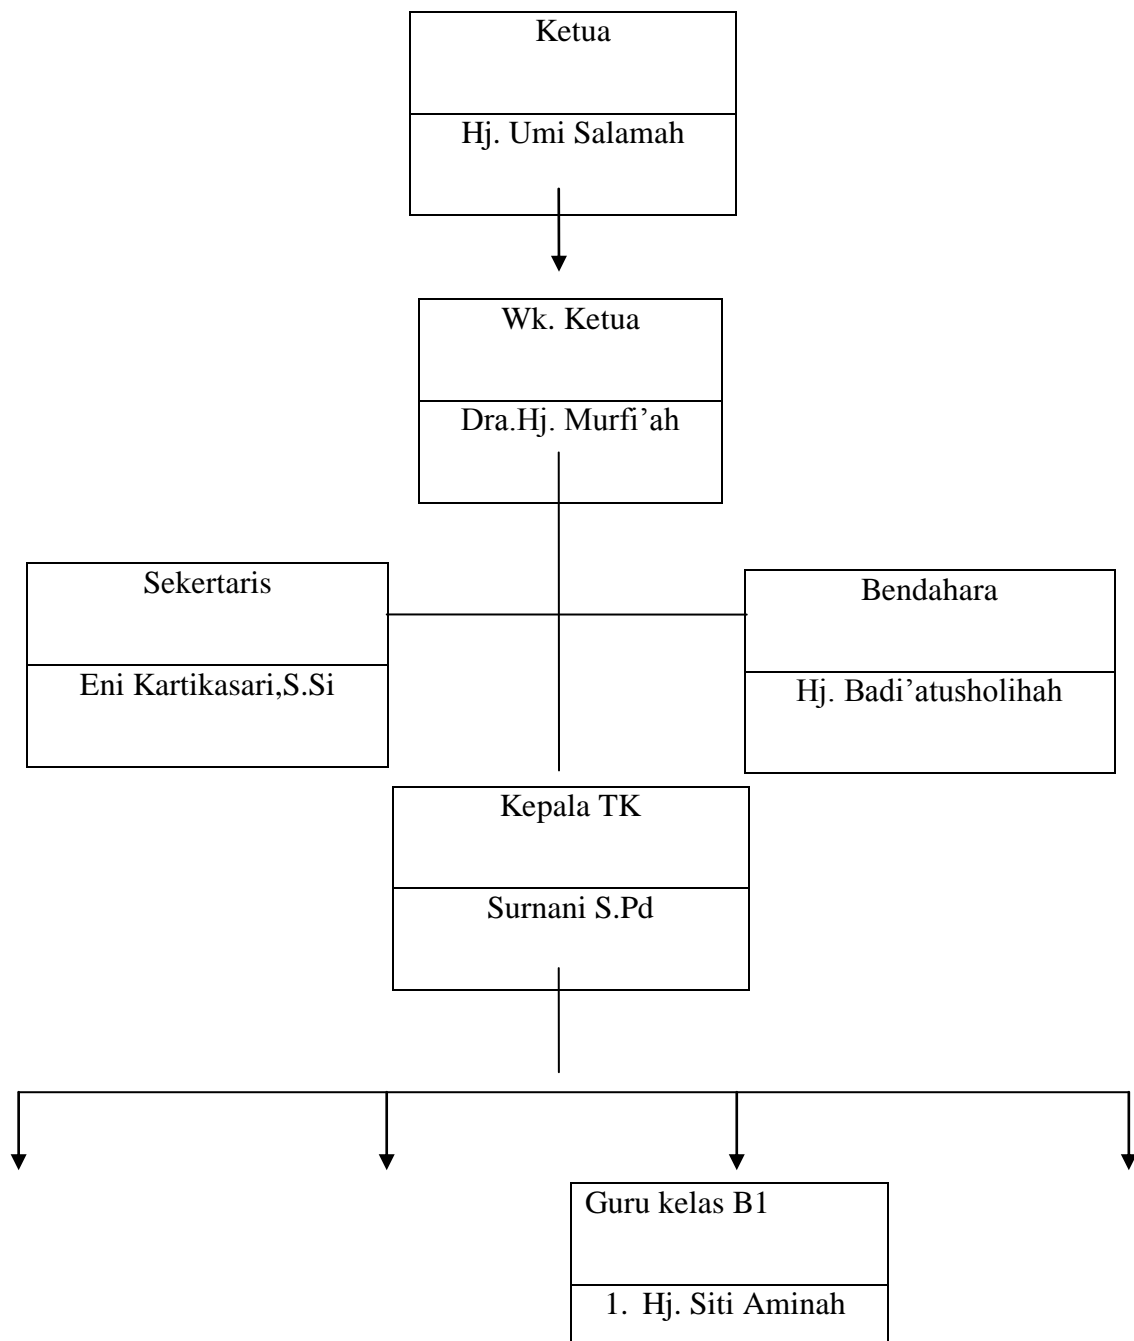 Ketua
Hj. Umi Salamah
Wk. Ketua
Dra.Hj. Murfi’ah
Sekertaris
Eni Kartikasari,S.Si
Bendahara
Hj. Badi’atusholihah
Kepala TK
Surnani S.Pd
Guru kelas B1
1. Hj. Siti Aminah